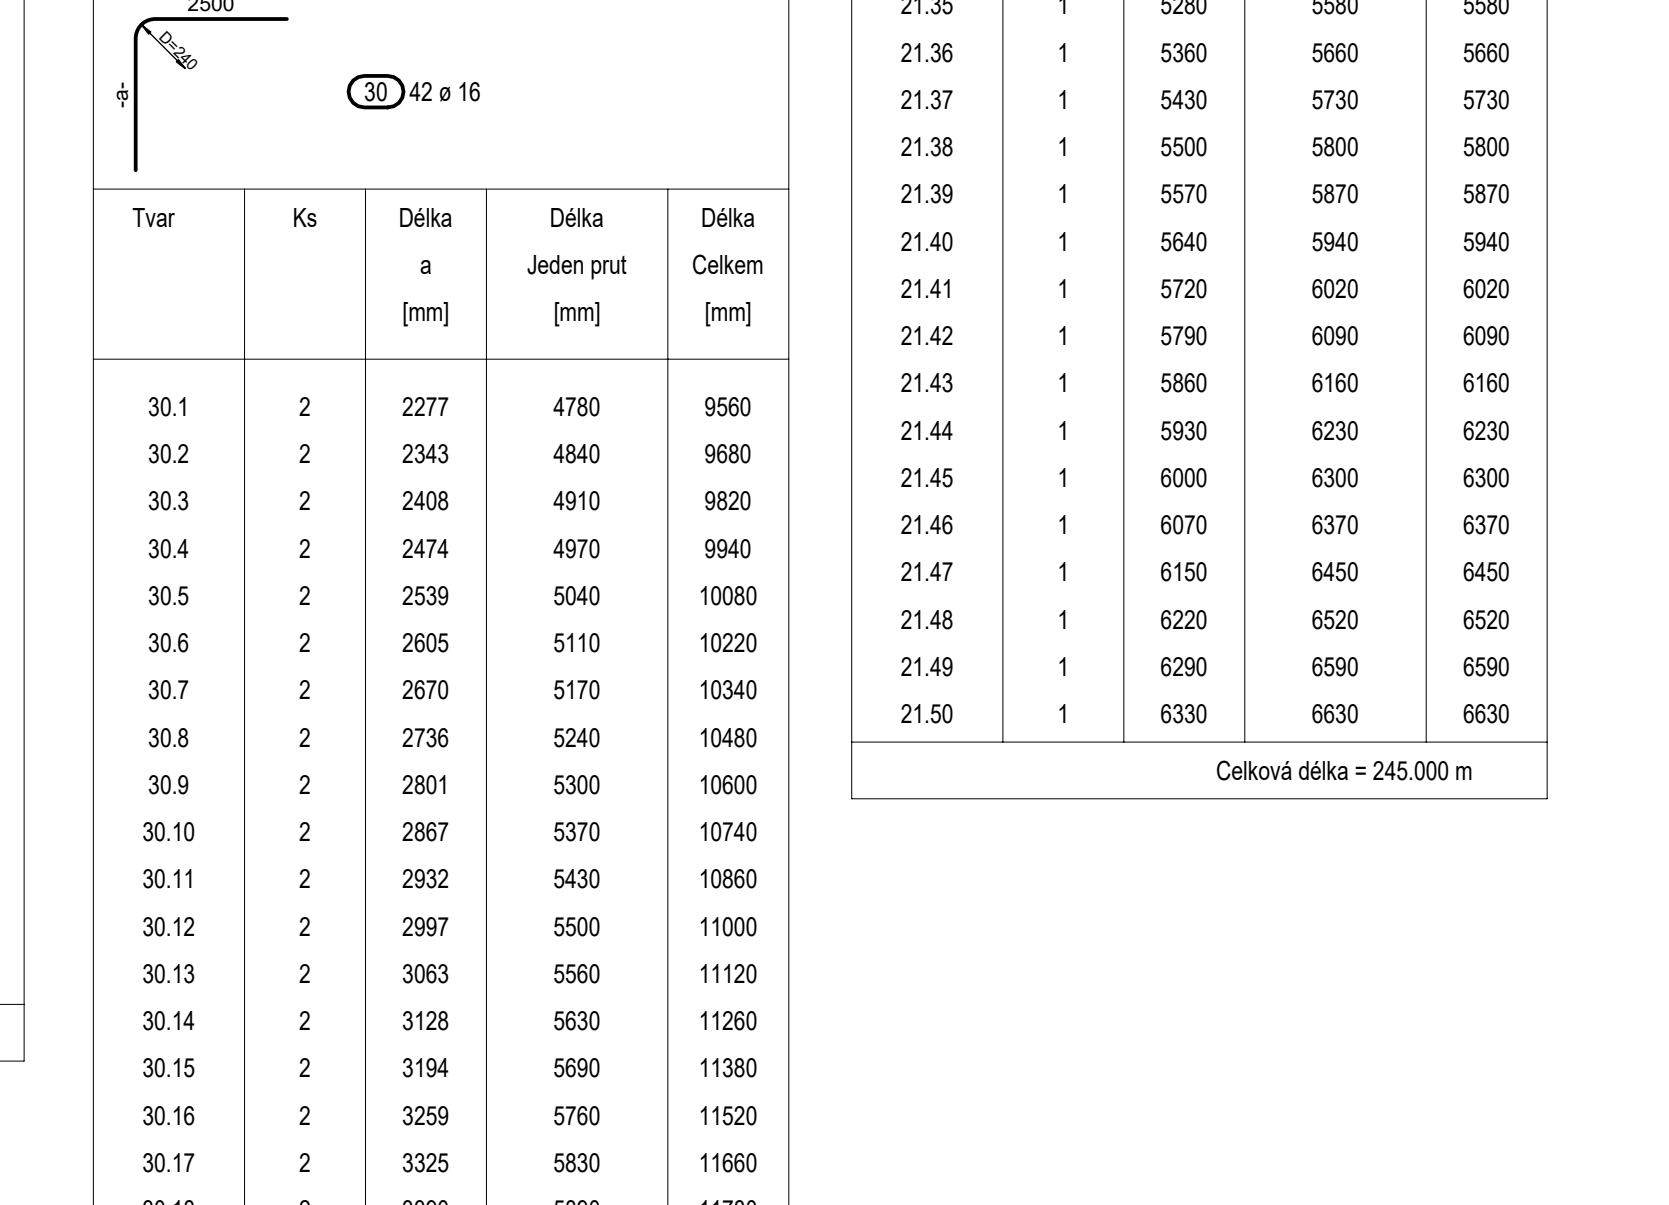 2500
D=240
-a-
30 42 ø 16
Tvar Ks Délka Délka Délka
a Jeden prut Celkem
[mm] [mm] [mm]
30.1 2 2277 4780 9560
30.2 2 2343 4840 9680
30.3 2 2408 4910 9820
30.4 2 2474 4970 9940
30.5 2 2539 5040 10080
30.6 2 2605 5110 10220
30.7 2 2670 5170 10340
30.8 2 2736 5240 10480
30.9 2 2801 5300 10600
30.10 2 2867 5370 10740
30.11 2 2932 5430 10860
30.12 2 2997 5500 11000
30.13 2 3063 5560 11120
30.14 2 3128 5630 11260
30.15 2 3194 5690 11380
30.16 2 3259 5760 11520
30.17 2 3325 5830 11660
21.35 1 5280 5580 5580
21.36 1 5360 5660 5660
21.37 1 5430 5730 5730
21.38 1 5500 5800 5800
21.39 1 5570 5870 5870
21.40 1 5640 5940 5940
21.41 1 5720 6020 6020
21.42 1 5790 6090 6090
21.43 1 5860 6160 6160
21.44 1 5930 6230 6230
21.45 1 6000 6300 6300
21.46 1 6070 6370 6370
21.47 1 6150 6450 6450
21.48 1 6220 6520 6520
21.49 1 6290 6590 6590
21.50 1 6330 6630 6630
Celková délka = 245.000 m